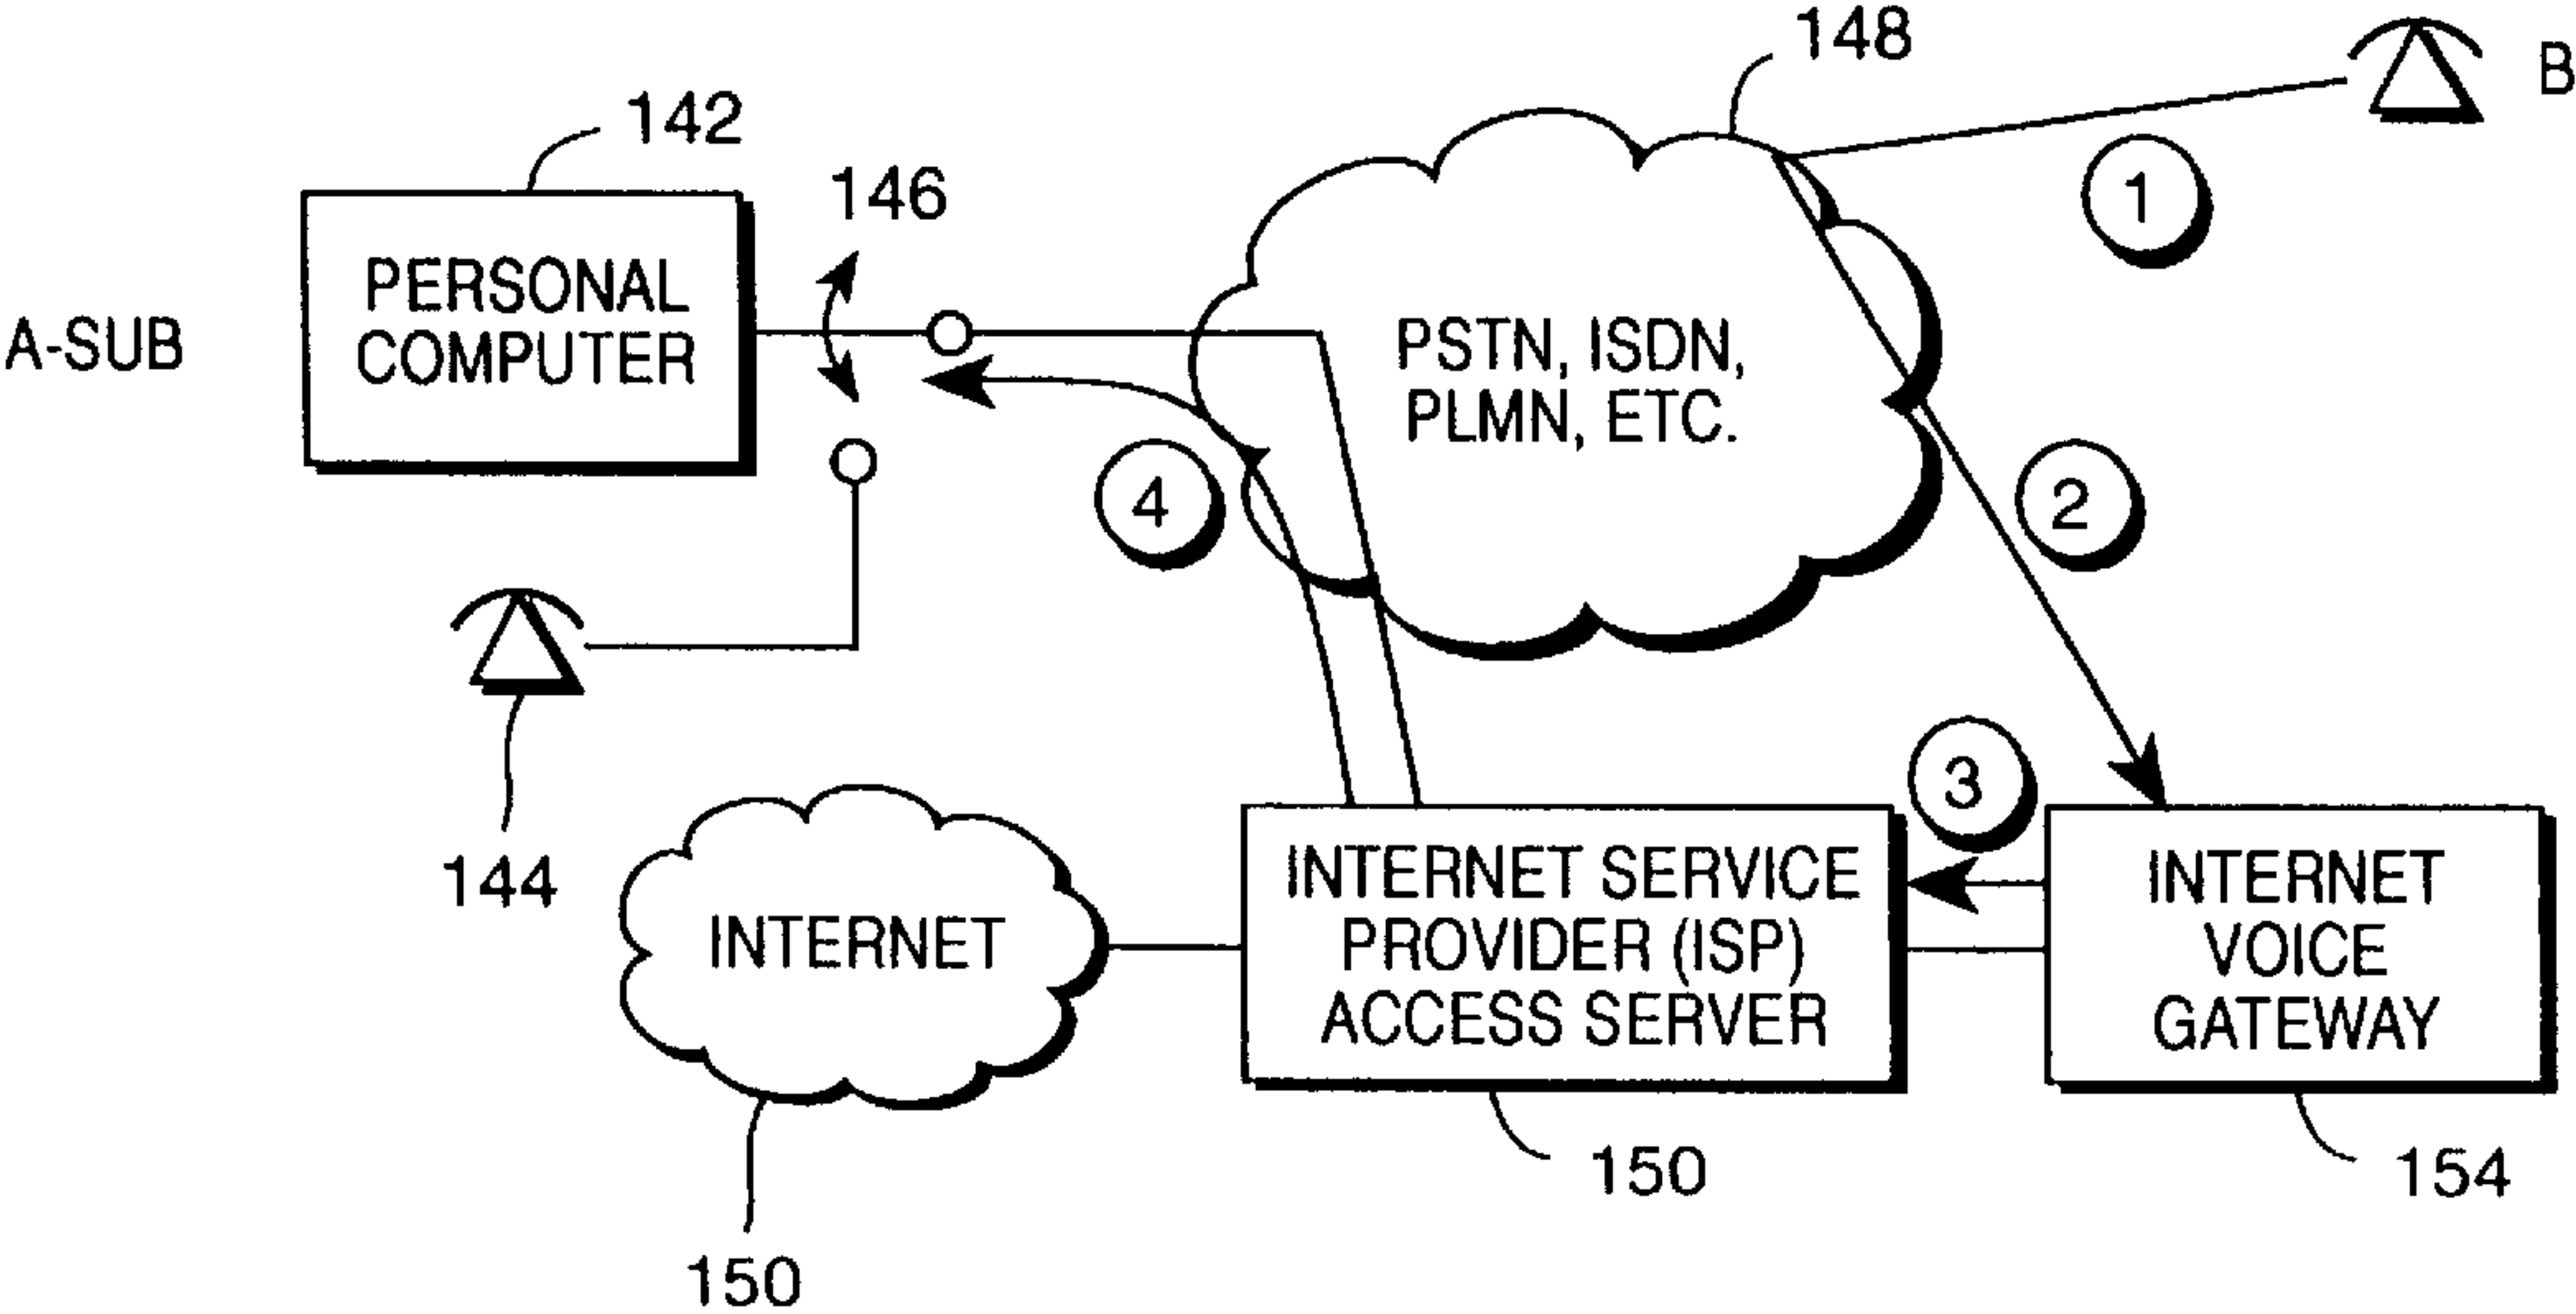 148
B
142
1
146
PERSONAL
COMPUTER
A-SUB
PSTN, ISDN,
PLMN, ETC.
4
2
3
144
INTERNET
INTERNET SERVICE
PROVIDER (ISP)
ACCESS SERVER
INTERNET
VOICE
GATEWAY
150
154
150